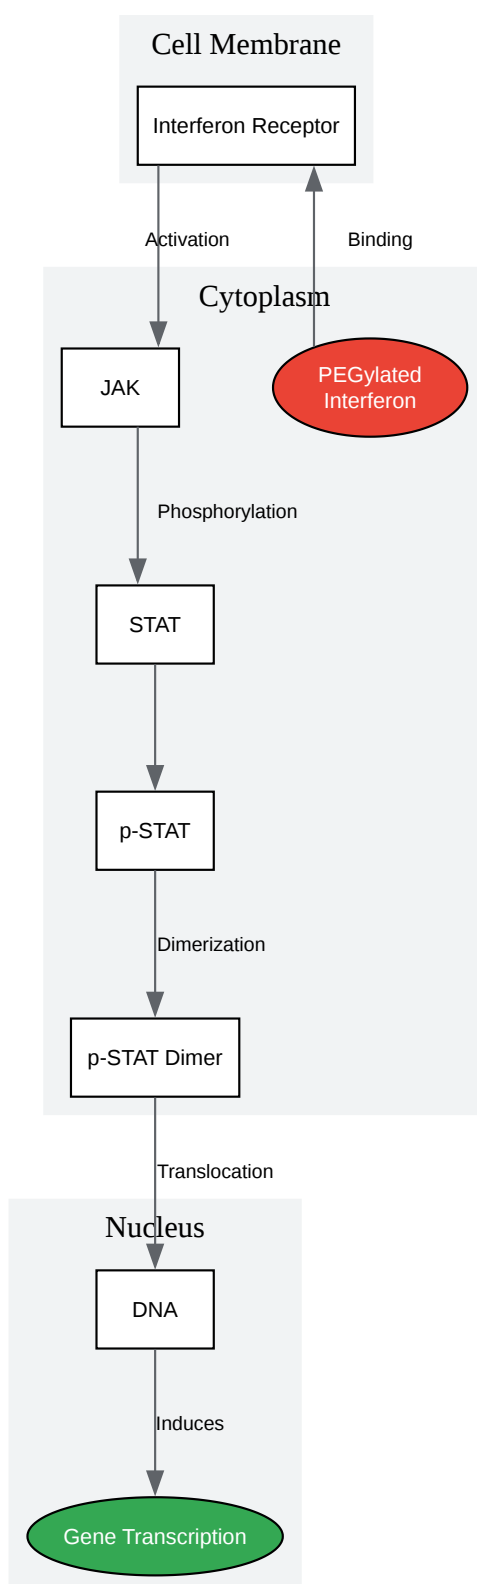 Cell Membrane
Interferon Receptor
Activation
Binding
Cytoplasm
JAK
PEGylated
Interferon
Phosphorylation
STAT
p-STAT
Dimerization
p-STAT Dimer
Translocation
Nucleus
DNA
Induces
Gene Transcription